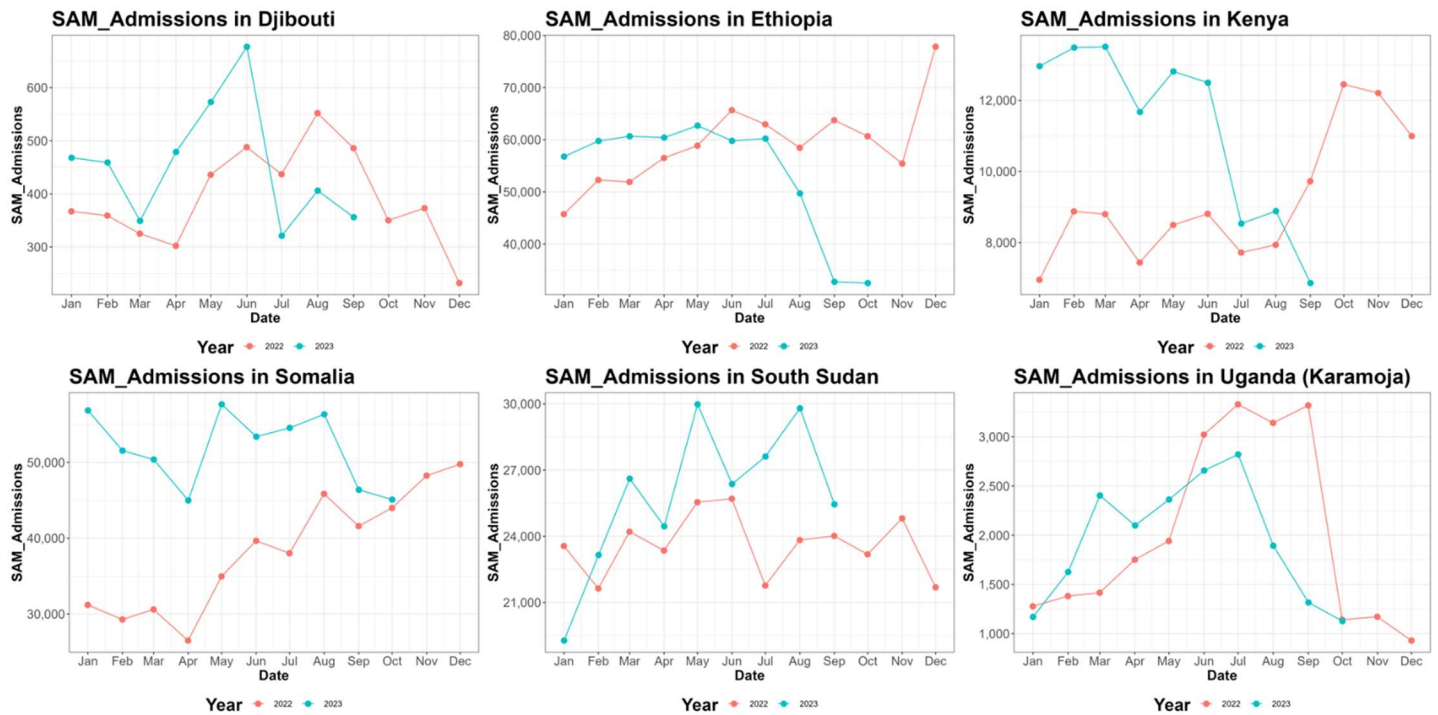 SAM_Admissions in Djibouti
SAM_Admissions
600
500
400
300
Jan Feb Mar Apr May Jun Jul Aug Sep Oct Nov Dec
Date
Year 2022 2023
SAM_Admissions in Ethiopia
SAM_Admissions
80,000
70,000
60,000
50,000
40,000
Jan Feb Mar Apr May Jun Jul Aug Sep Oct Nov Dec
Date
Year 2022 2023
SAM_Admissions in Kenya
SAM_Admissions
12,000
10,000
8,000
Jan Feb Mar Apr May Jun Jul Aug Sep Oct Nov Dec
Date
Year 2022 2023
SAM_Admissions in Somalia
SAM_Admissions
50,000
40,000
30,000
Jan Feb Mar Apr May Jun Jul Aug Sep Oct Nov Dec
Date
Year 2022 2023
SAM_Admissions in South Sudan
SAM_Admissions
30,000
27,000
24,000
21,000
Jan Feb Mar Apr May Jun Jul Aug Sep Oct Nov Dec
Date
Year 2022 2023
SAM_Admissions in Uganda (Karamoja)
SAM_Admissions
3,000
2,500
2,000
1,500
1,000
Jan Feb Mar Apr May Jun Jul Aug Sep Oct Nov Dec
Date
Year 2022 2023